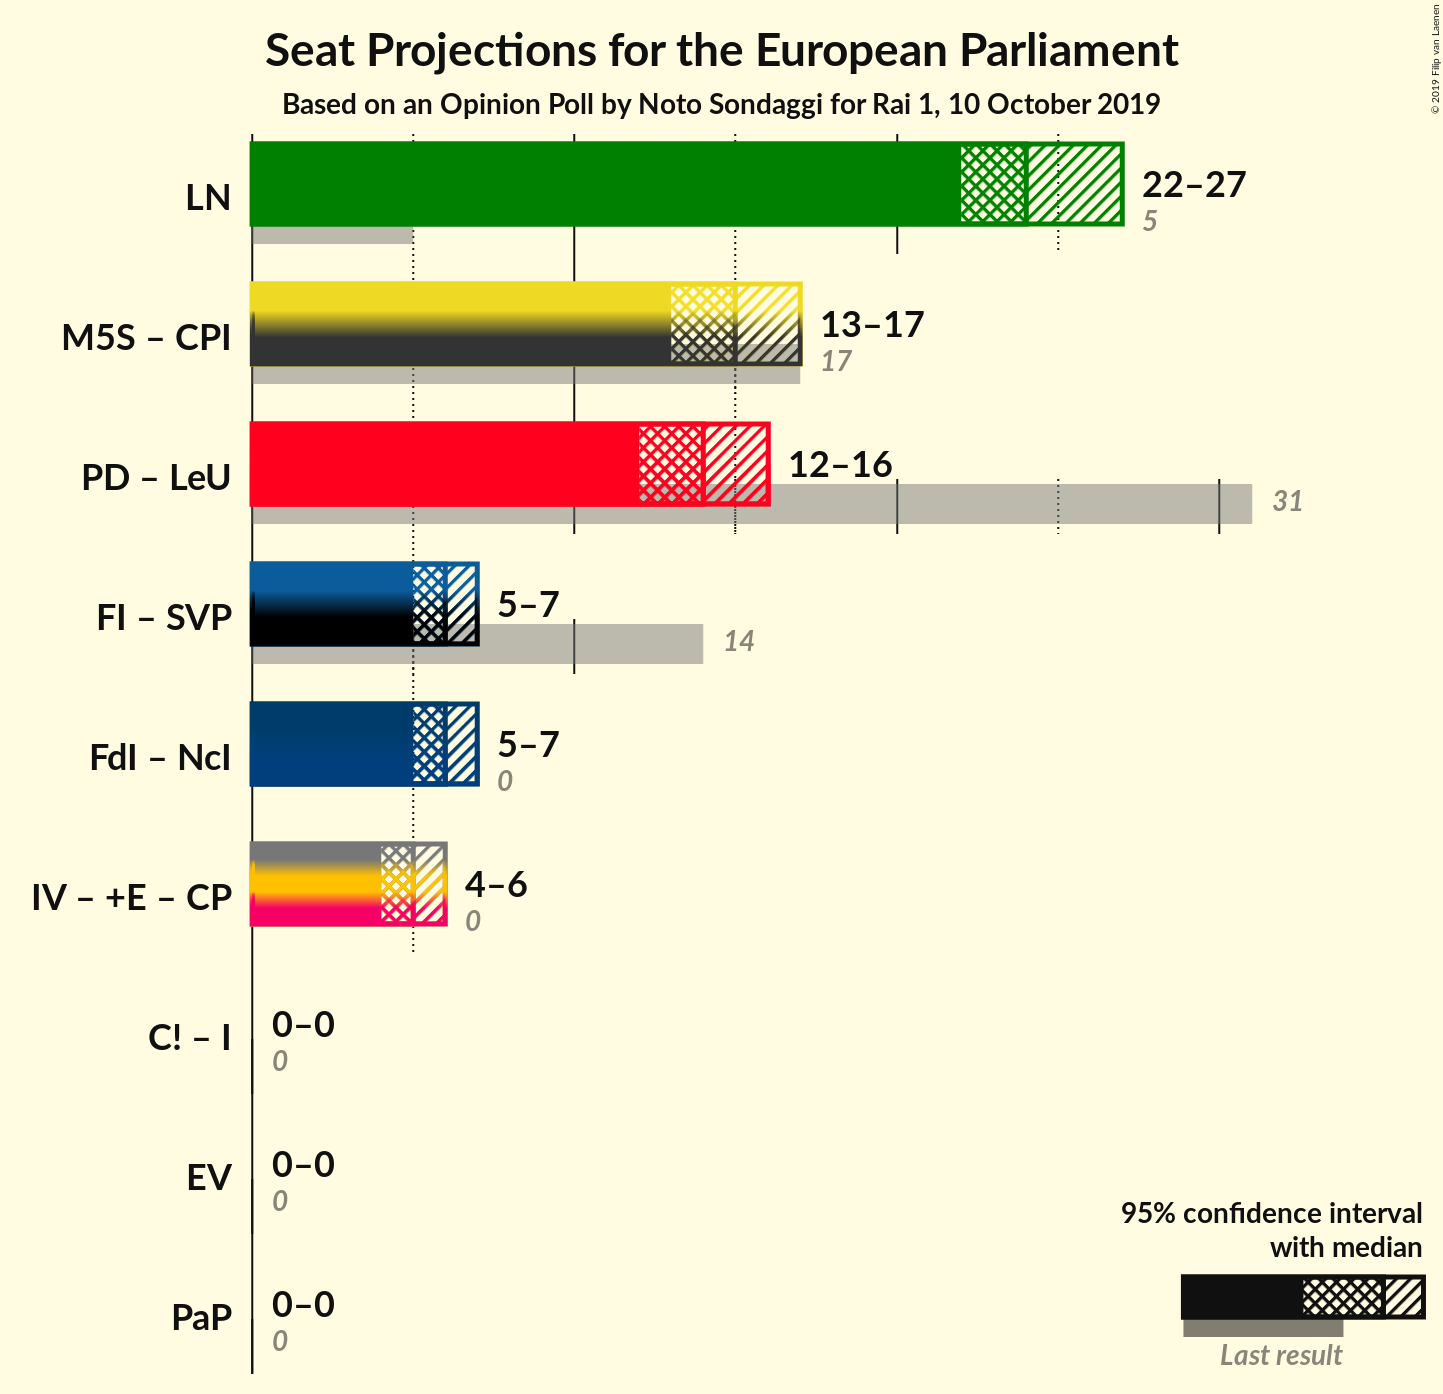 Seat Projections for the European Parliament
Based on an Opinion Poll by Noto Sondaggi for Rai 1, 10 October 2019
© 2019 Filip van Laenen
LN
22–27
5
M5S – CPI
13–17
17
PD – LeU
12–16
31
FI – SVP
5–7
14
FdI – NcI
5–7
0
IV – +E – CP
4–6
0
C! – I
0–0
0
EV
0–0
0
PaP
0–0
0
95% confidence interval
with median
Last result